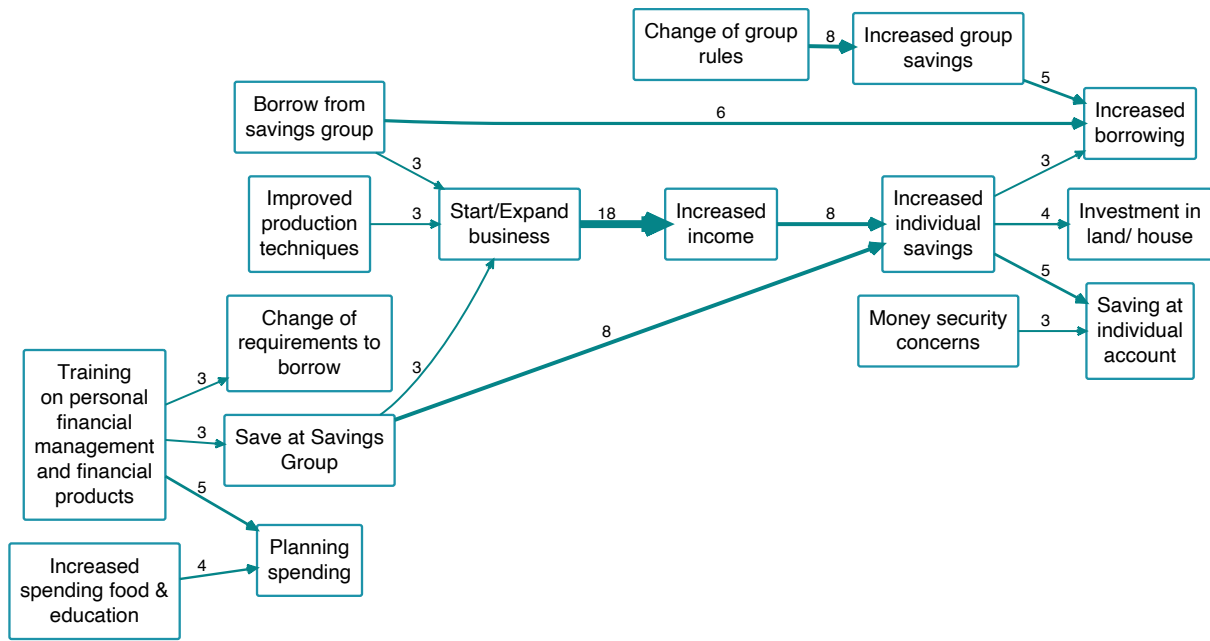 Change of group
rules
8
Increased group
savings
5
Borrow from
savings group
6
Increased
borrowing
3
3
Improved
production
techniques
3
Start/Expand
business
18
Increased
income
8
Increased
individual
savings
4
Investment in
land/ house
5
Change of
requirements to
borrow
Money security
concerns
3
Saving at
individual
account
8
Training
on personal
financial
management
and financial
products
3
3
3
Save at Savings
Group
5
Planning
spending
Increased
spending food &
education
4